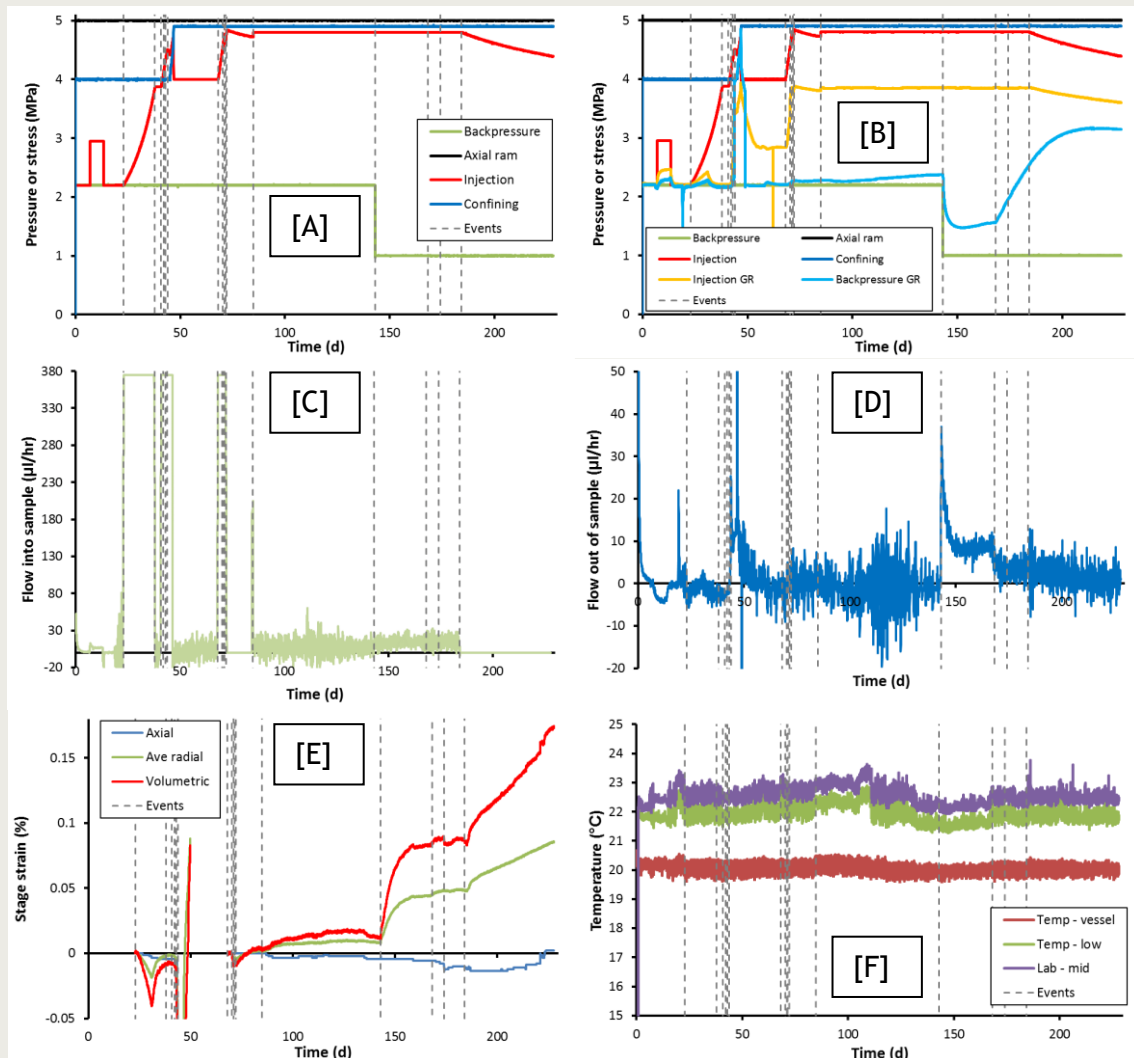 5
4
3
2
1
0
Pressure or stress (MPa)
[A]
Backpressure
Axial ram
Injection
Confining
Events
0
50
100
150
200
Time (d)
5
4
3
2
1
0
Pressure or stress (MPa)
[B]
Backpressure
Axial ram
Injection
Confining
Injection GR
Backpressure GR
Events
0
50
100
150
200
Time (d)
380
330
280
230
180
130
80
30
-20
Flow into sample (µl/hr)
[C]
0
50
100
150
200
Time (d)
50
40
30
20
10
0
-10
-20
Flow out of sample (µl/hr)
[D]
0
50
100
150
200
Time (d)
0.15
0.1
0.05
0
-0.05
Stage strain (%)
Axial
Ave radial
Volumetric
Events
[E]
0
50
100
150
200
Time (d)
25
24
23
22
21
20
19
18
17
16
15
Temperature (°C)
[F]
Temp - vessel
Temp - low
Lab - mid
Events
0
50
100
150
200
Time (d)